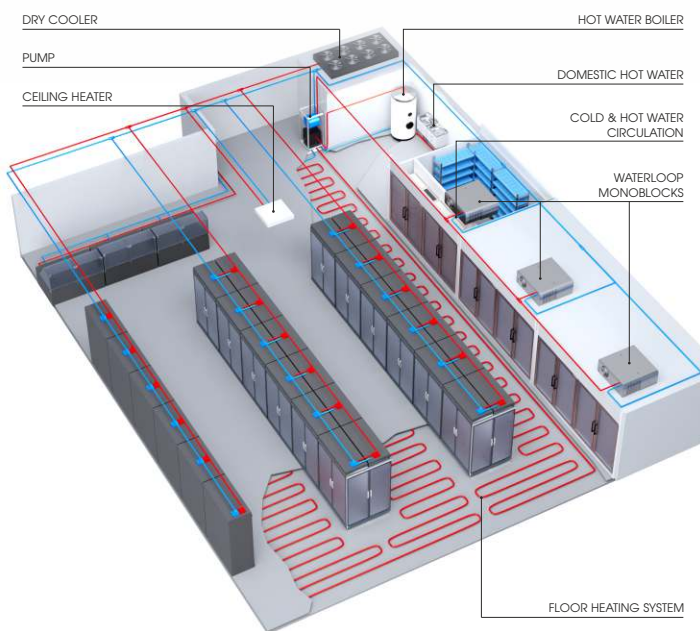 DRY COOLER
HOT WATER BOILER
PUMP
DOMESTIC HOT WATER
CEILING HEATER
COLD & HOT WATER
CIRCULATION
WATERLOOP
MONOBLOCKS
FLOOR HEATING SYSTEM